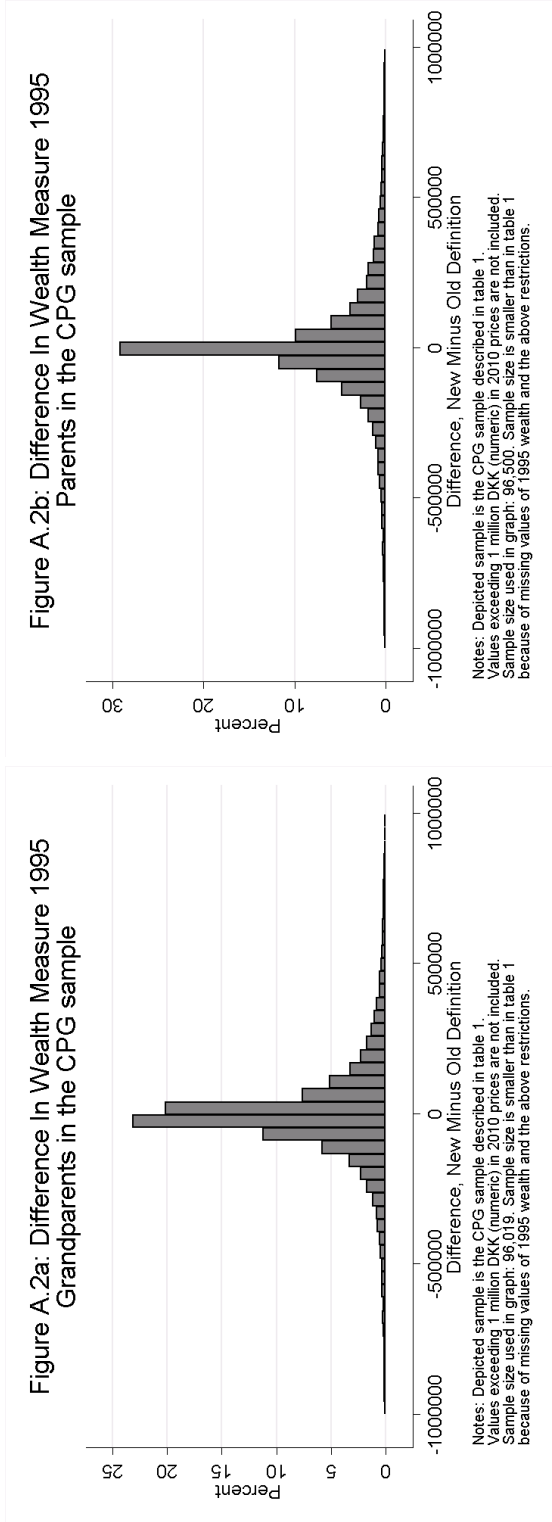 Figure A.2a: Difference In Wealth Measure 1995
Grandparents in the CPG sample
Percent
25
20
15
10
5
0
-1000000
-500000
0
500000
1000000
Difference, New Minus Old Definition
Notes: Depicted sample is the CPG sample described in table 1.
Values exceeding 1 million DKK (numeric) in 2010 prices are not included.
Sample size used in graph: 96,019. Sample size is smaller than in table 1
because of missing values of 1995 wealth and the above restrictions.
Figure A.2b: Difference In Wealth Measure 1995
Parents in the CPG sample
Percent
30
20
10
0
-1000000
-500000
0
500000
1000000
Difference, New Minus Old Definition
Notes: Depicted sample is the CPG sample described in table 1.
Values exceeding 1 million DKK (numeric) in 2010 prices are not included.
Sample size used in graph: 96,500. Sample size is smaller than in table 1
because of missing values of 1995 wealth and the above restrictions.